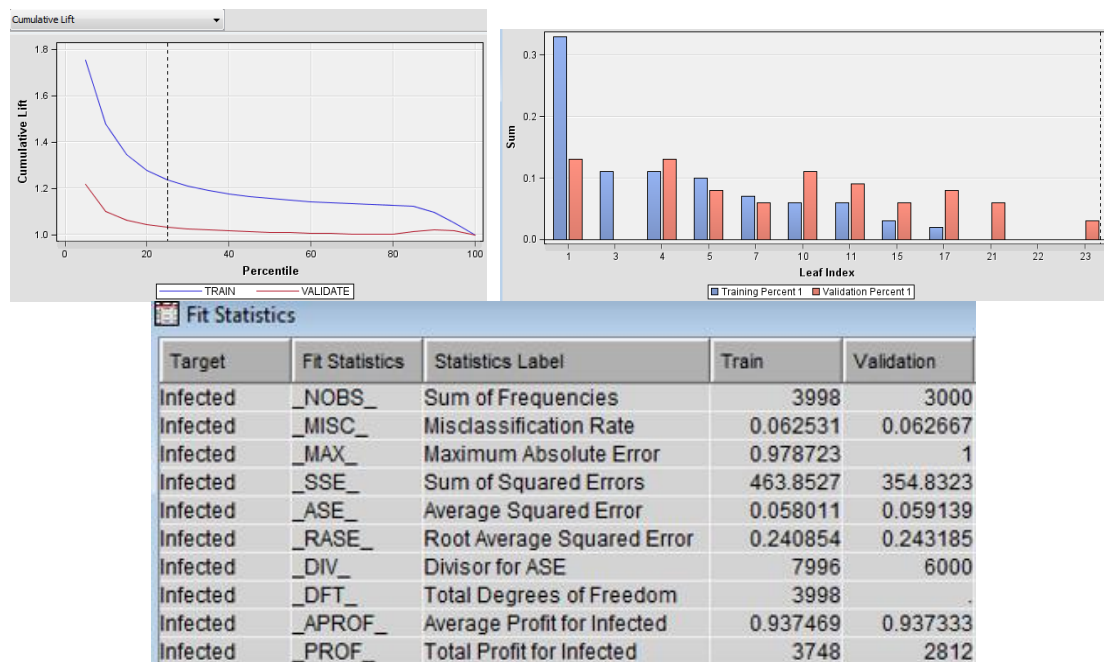 Cumulative Lift
1.8
1.6
1.4
1.2
1.0
Cumulative Lift
0 20 40 60 80 100
Percentile
TRAIN VALIDATE
0.3
0.2
0.1
0.0
Sum
1 3 4 5 7 10 11 15 17 21 22 23
Leaf Index
Training Percent 1 Validation Percent 1
Fit Statistics
Target Fit Statistics Statistics Label Train Validation
Infected _NOBS_ Sum of Frequencies 3998 3000
Infected _MISC_ Misclassification Rate 0.062531 0.062667
Infected _MAX_ Maximum Absolute Error 0.978723 1
Infected _SSE_ Sum of Squared Errors 463.8527 354.8323
Infected _ASE_ Average Squared Error 0.058011 0.059139
Infected _RASE_ Root Average Squared Error 0.240854 0.243185
Infected _DIV_ Divisor for ASE 7996 6000
Infected _DFT_ Total Degrees of Freedom 3998 .
Infected _APROF_ Average Profit for Infected 0.937469 0.937333
Infected _PROF_ Total Profit for Infected 3748 2812